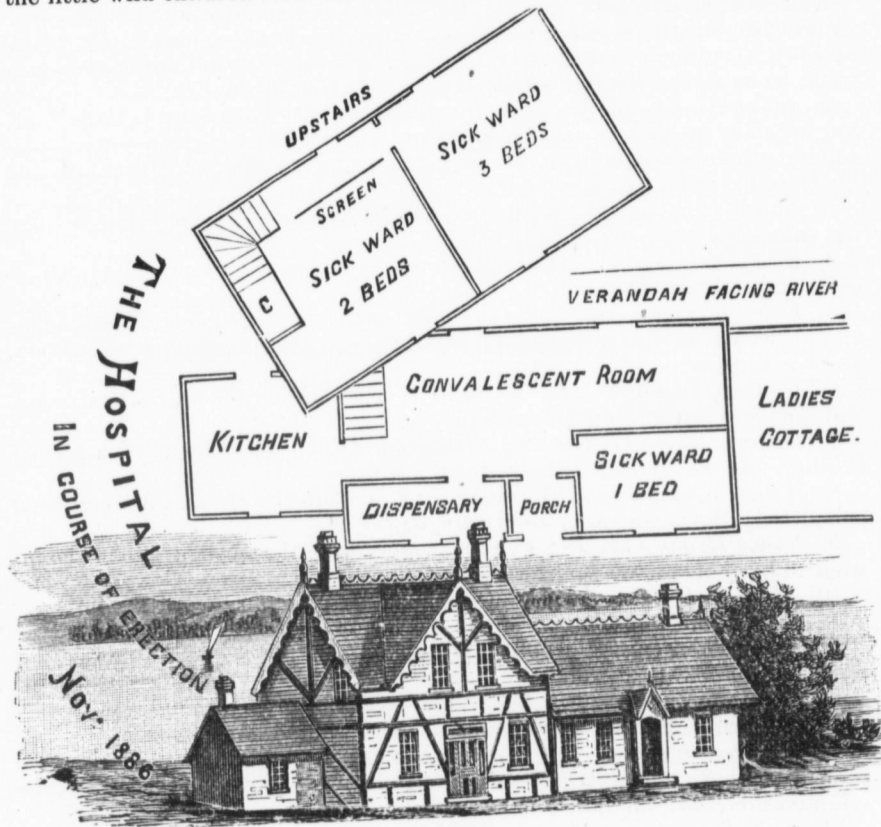 UPSTAIRS
SICK WARD
3 BEDS
SCREEN
SICK WARD
2 BEDS
C
VERANDAH FACING RIVER
CONVALESCENT ROOM
LADIES
COTTAGE.
KITCHEN
SICK WARD
1 BED
DISPENSARY
PORCH
THE HOSPITAL
IN COURSE OF ERECTION
Nov. 1886